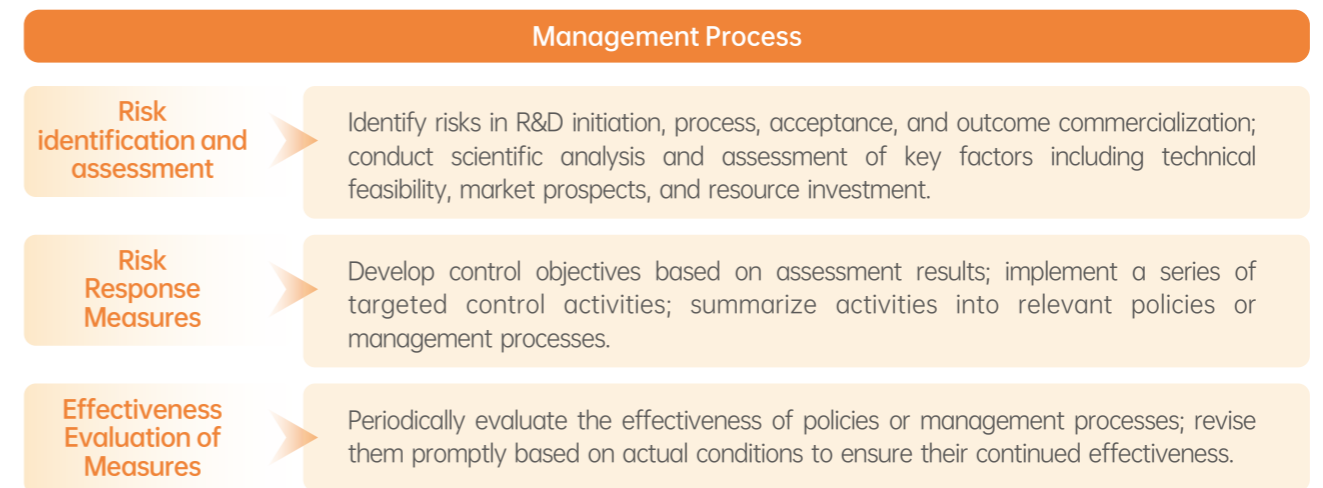 Management Process
Risk
identification and
assessment
Identify risks in R&D initiation, process, acceptance, and outcome commercialization;
conduct scientific analysis and assessment of key factors including technical
feasibility, market prospects, and resource investment.
Risk
Response
Measures
Develop control objectives based on assessment results; implement a series of
targeted control activities; summarize activities into relevant policies or
management processes.
Effectiveness
Evaluation of
Measures
Periodically evaluate the effectiveness of policies or management processes; revise
them promptly based on actual conditions to ensure their continued effectiveness.